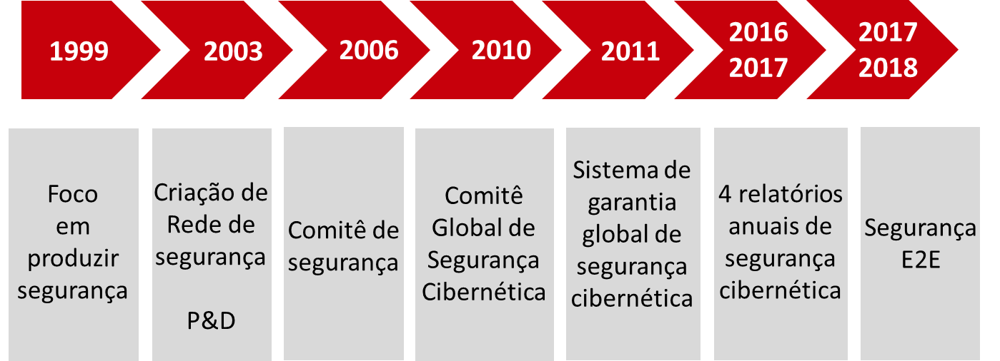 1999
2003
2006
2010
2011
2016
2017
2017
2018
Foco
em
produzir
segurança
Criação de
Rede de
segurança
P&D
Comitê de
segurança
Comitê
Global de
Segurança
Cibernética
Sistema de
garantia
global de
segurança
cibernética
4 relatórios
anuais de
segurança
cibernética
Segurança
E2E